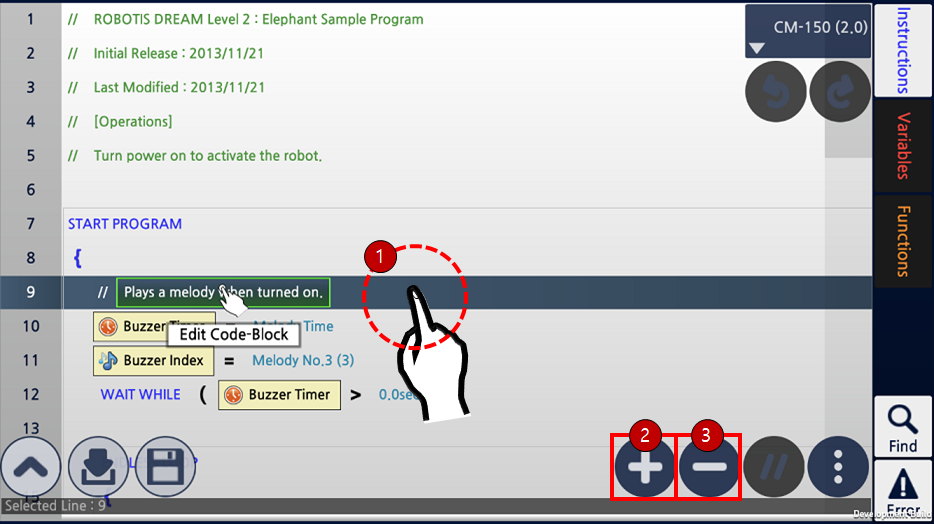 1 // ROBOTIS DREAM Level 2 : Elephant Sample Program
2 // Initial Release : 2013/11/21
3 // Last Modified : 2013/11/21
4 // [Operations]
5 // Turn power on to activate the robot.
6
7 START PROGRAM
8 {
9 // Plays a melody when turned on.
10 Buzzer Timer = Melody Time
Edit Code-Block
11 Buzzer Index = Melody No.3 (3)
12 WAIT WHILE ( Buzzer Timer > 0.0sec
13
15 {
Selected Line : 9
CM-150 (2.0)
Instructions
Variables
Functions
Find
Error
Development Build
1
2
3
//